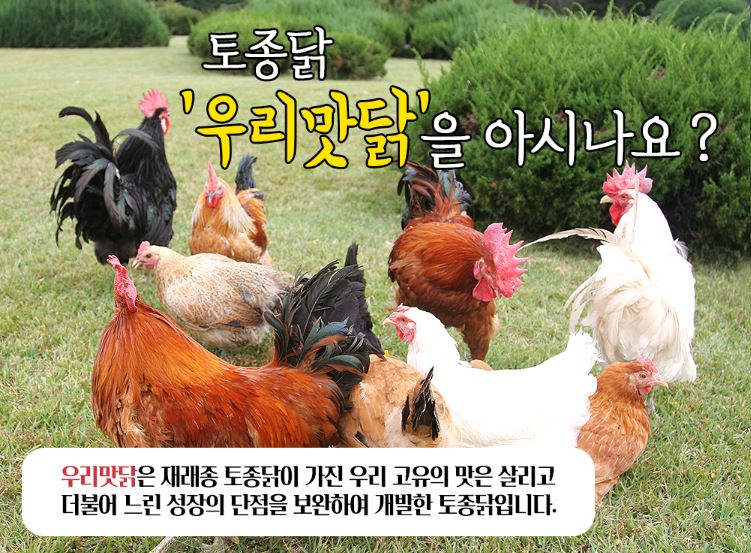 토종닭
'우리맛닭'을 아시나요?
우리맛닭은 재래종 토종닭이 가진 우리 고유의 맛은 살리고
더불어 느린 성장의 단점을 보완하여 개발한 토종닭입니다.